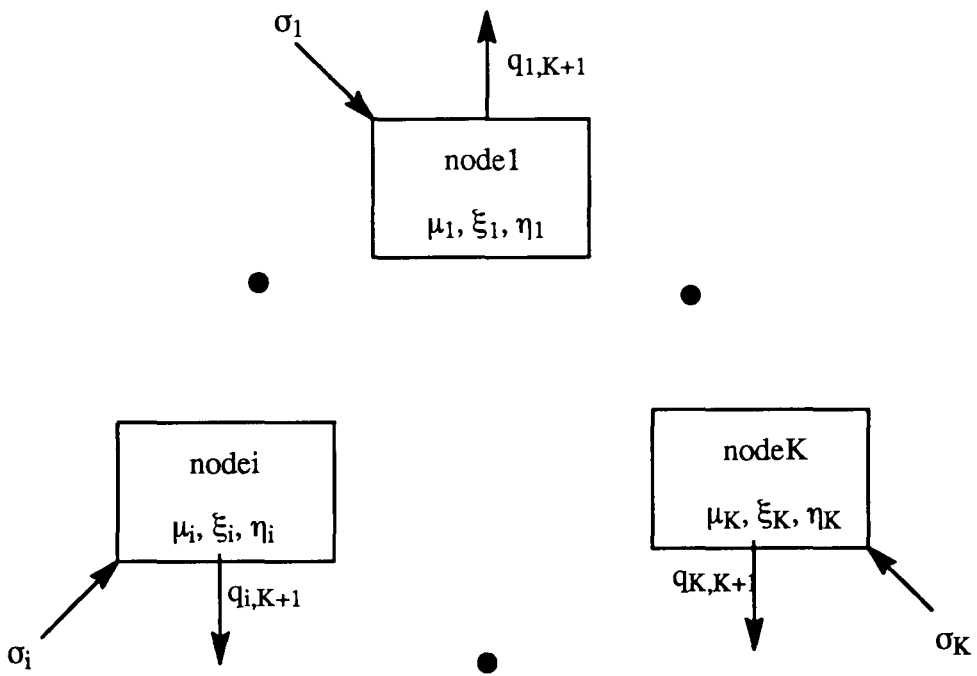 σ1
q1,K+1
node1
μ1, ξ1, η1
nodei
μi, ξi, ηi
qi,K+1
σi
nodeK
μK, ξK, ηK
qK,K+1
σK